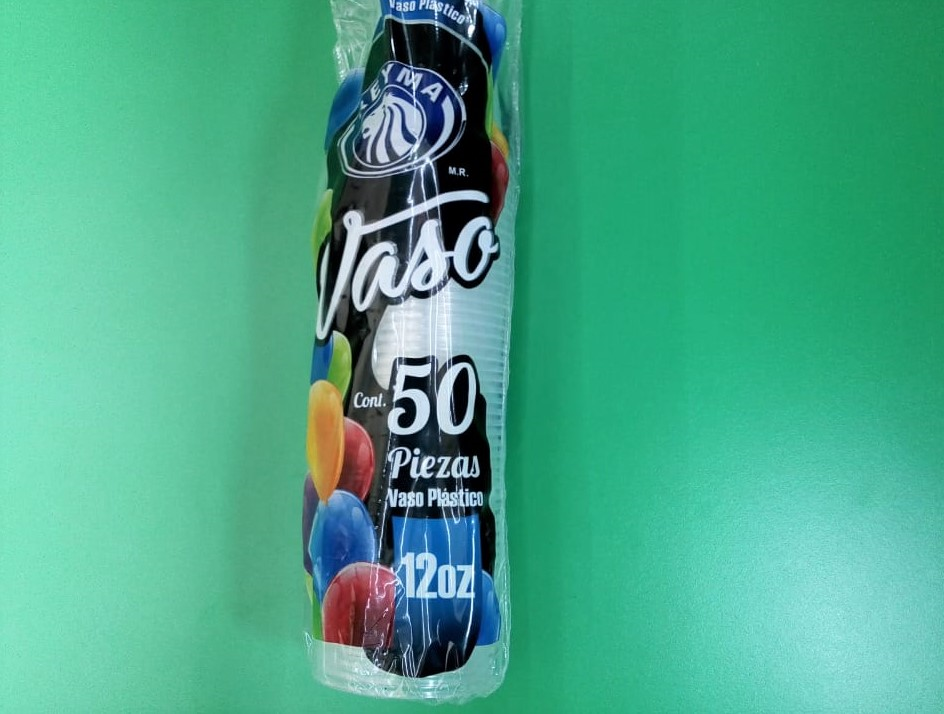 Vaso Plástico
REYMA
M.R.
Vaso
Cont. 50
Piezas
Vaso Plástico
12oz